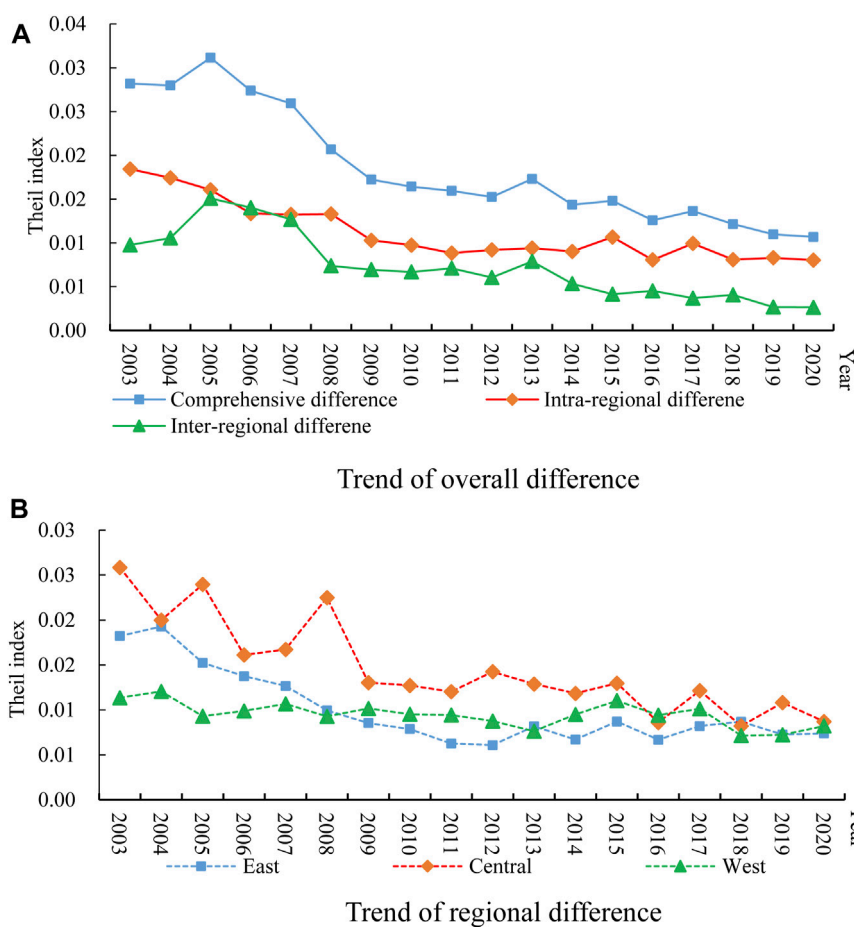 A
Theil index
0.04
0.03
0.03
0.02
0.02
0.01
0.01
0.00
2003 2004 2005 2006 2007 2008 2009 2010 2011 2012 2013 2014 2015 2016 2017 2018 2019 2020 Year
Comprehensive difference Intra-regional differene
Inter-regional differene
Trend of overall difference
B
Theil index
0.03
0.03
0.02
0.02
0.01
0.01
0.00
2003 2004 2005 2006 2007 2008 2009 2010 2011 2012 2013 2014 2015 2016 2017 2018 2019 2020 Year
East Central West
Trend of regional difference